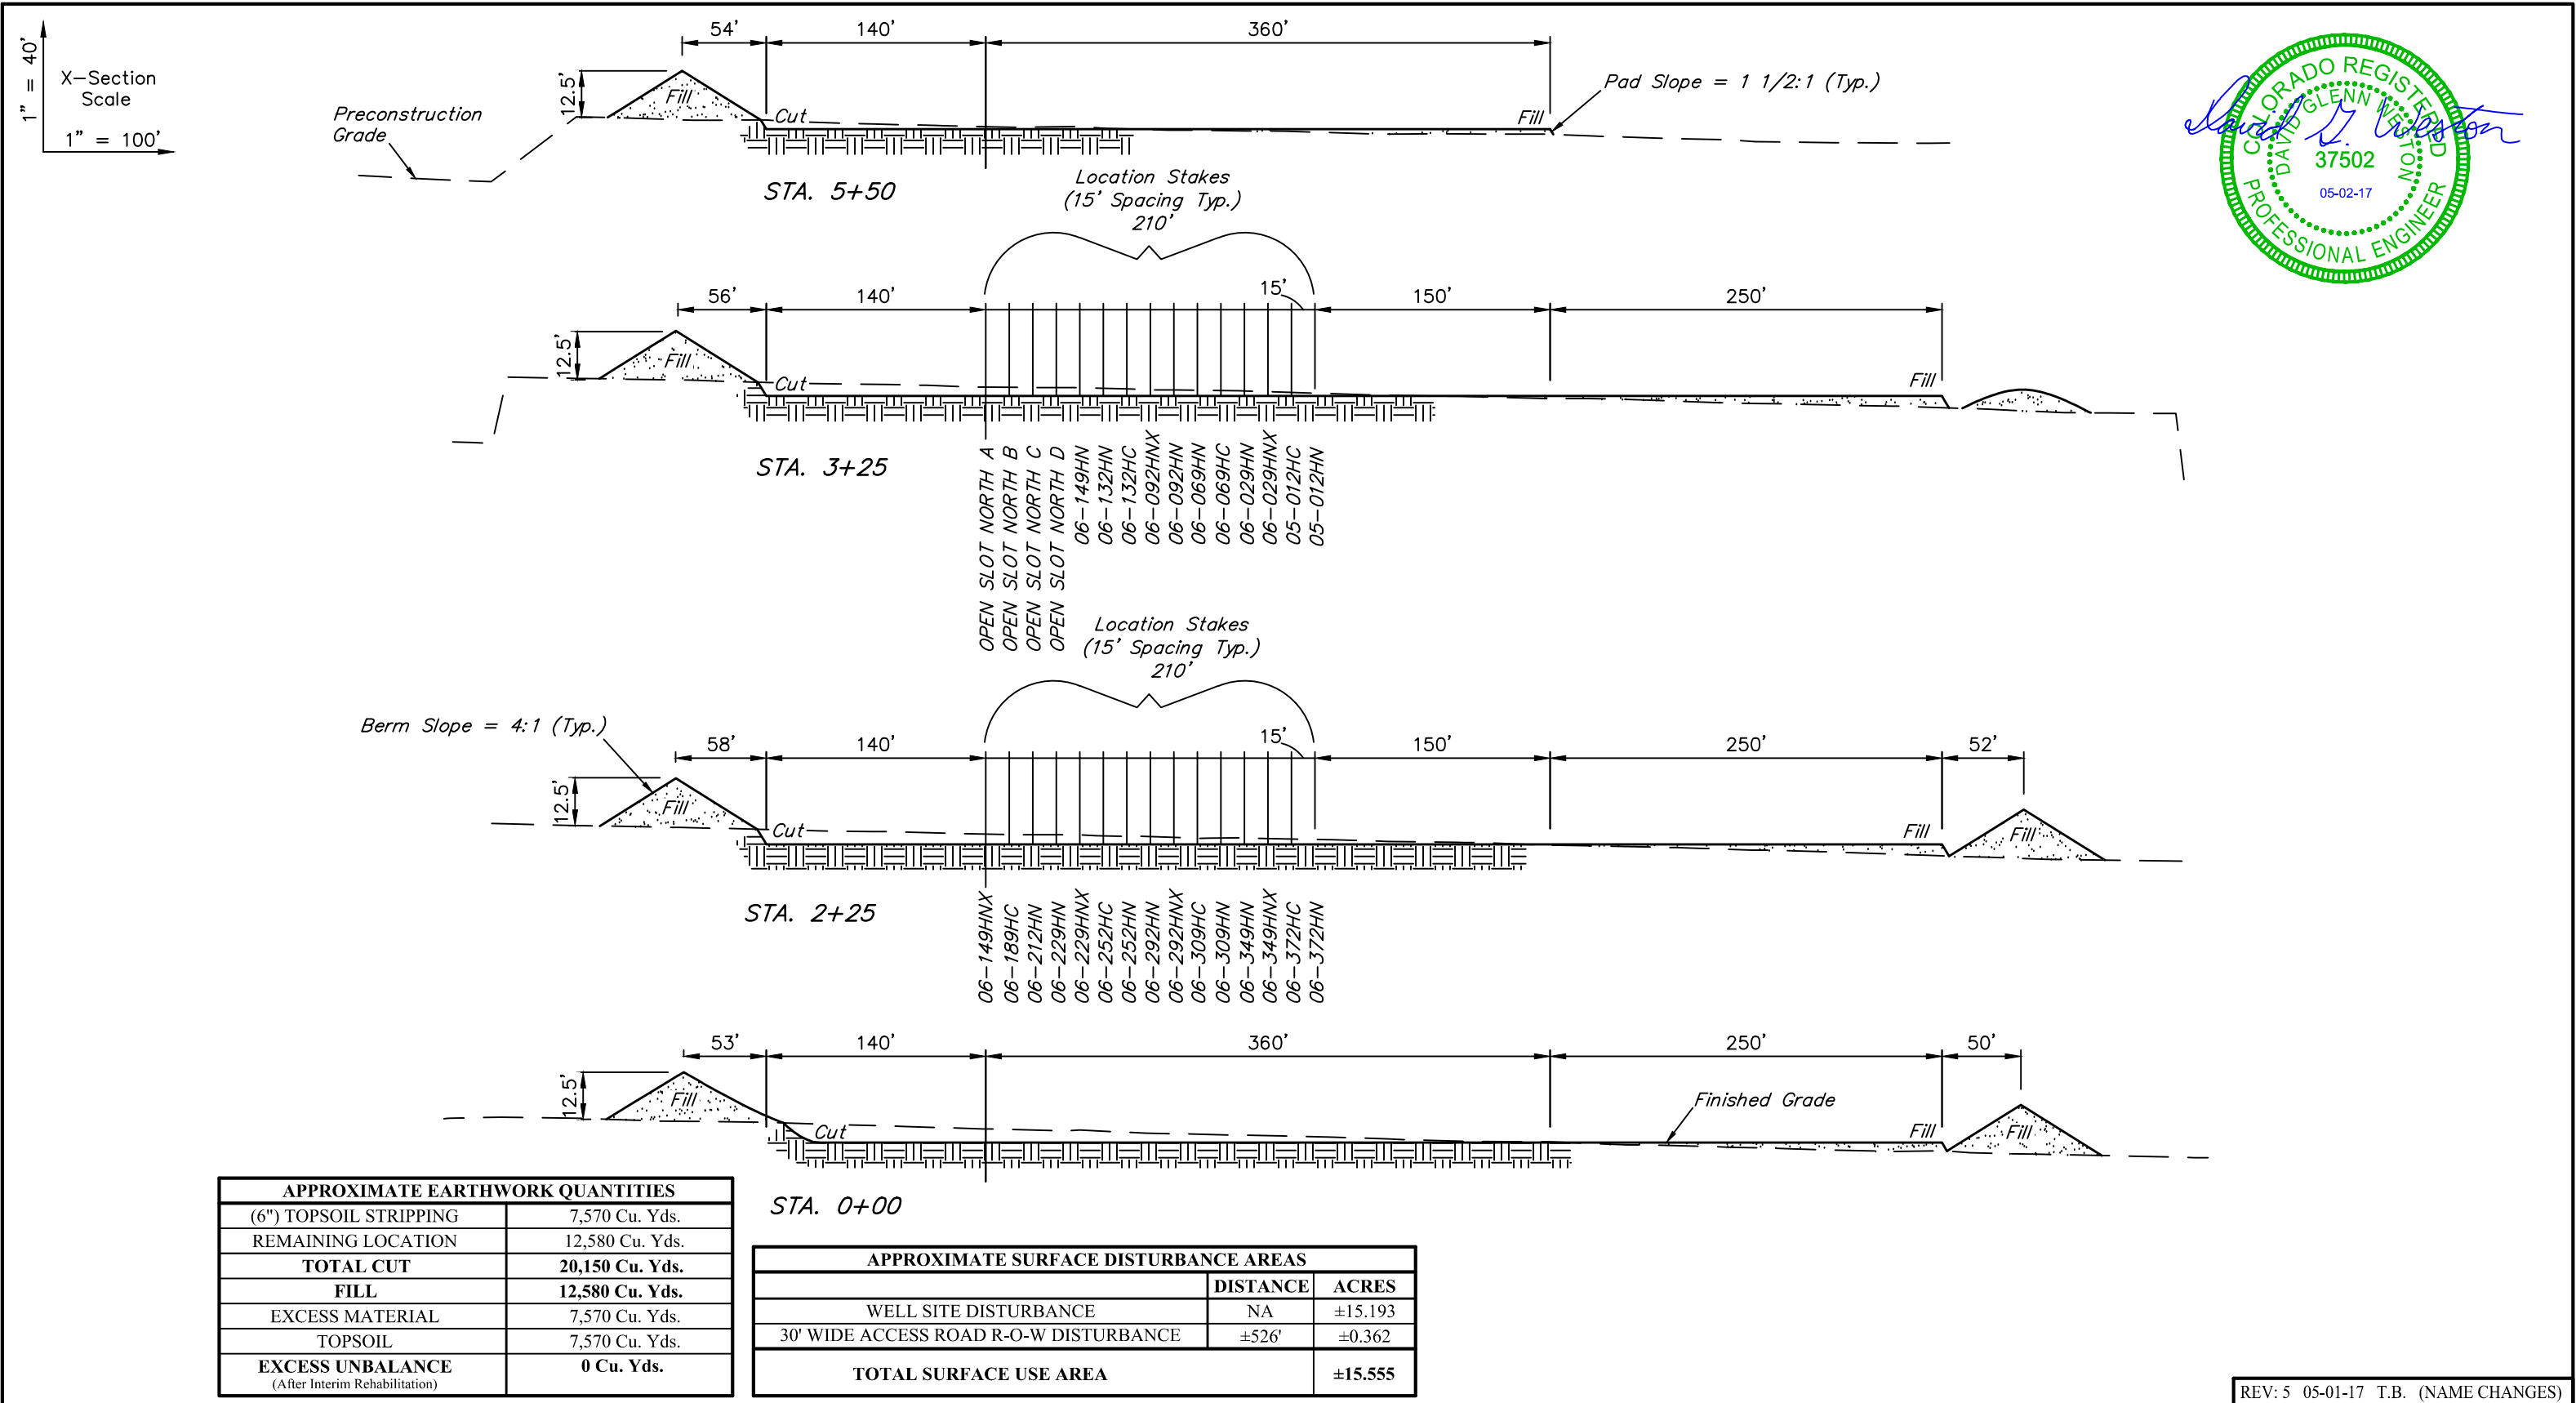 1" = 40'
X-Section
Scale
1" = 100'
54'
140'
360'
12.5'
Fill
Cut
Fill
Preconstruction
Grade
Pad Slope = 1 1/2:1 (Typ.)
STA. 5+50
COLORADO REGISTERED
DAVID GLENN WESTON
37502
05-02-17
PROFESSIONAL ENGINEER
David G. Weston
Location Stakes
(15' Spacing Typ.)
210'
56'
140'
15'
150'
250'
12.5'
Fill
Cut
Fill
STA. 3+25
OPEN SLOT NORTH A
OPEN SLOT NORTH B
OPEN SLOT NORTH C
OPEN SLOT NORTH D
06-149HN
06-132HN
06-132HC
06-092HNX
06-092HN
06-069HN
06-069HC
06-029HN
06-029HNX
05-012HC
05-012HN
Location Stakes
(15' Spacing Typ.)
210'
Berm Slope = 4:1 (Typ.)
58'
140'
15'
150'
250'
52'
12.5'
Fill
Cut
Fill
Fill
STA. 2+25
06-149HNX
06-189HC
06-212HN
06-229HN
06-229HNX
06-252HC
06-252HN
06-292HN
06-292HNX
06-309HC
06-309HN
06-349HN
06-349HNX
06-372HC
06-372HN
53'
140'
360'
250'
50'
12.5'
Fill
Cut
Finished Grade
Fill
Fill
STA. 0+00
APPROXIMATE EARTHWORK QUANTITIES
(6") TOPSOIL STRIPPING 7,570 Cu. Yds.
REMAINING LOCATION 12,580 Cu. Yds.
TOTAL CUT 20,150 Cu. Yds.
FILL 12,580 Cu. Yds.
EXCESS MATERIAL 7,570 Cu. Yds.
TOPSOIL 7,570 Cu. Yds.
EXCESS UNBALANCE 0 Cu. Yds.
(After Interim Rehabilitation)
APPROXIMATE SURFACE DISTURBANCE AREAS
DISTANCE ACRES
WELL SITE DISTURBANCE NA ±15.193
30' WIDE ACCESS ROAD R-O-W DISTURBANCE ±526' ±0.362
TOTAL SURFACE USE AREA ±15.555
REV: 5 05-01-17 T.B. (NAME CHANGES)